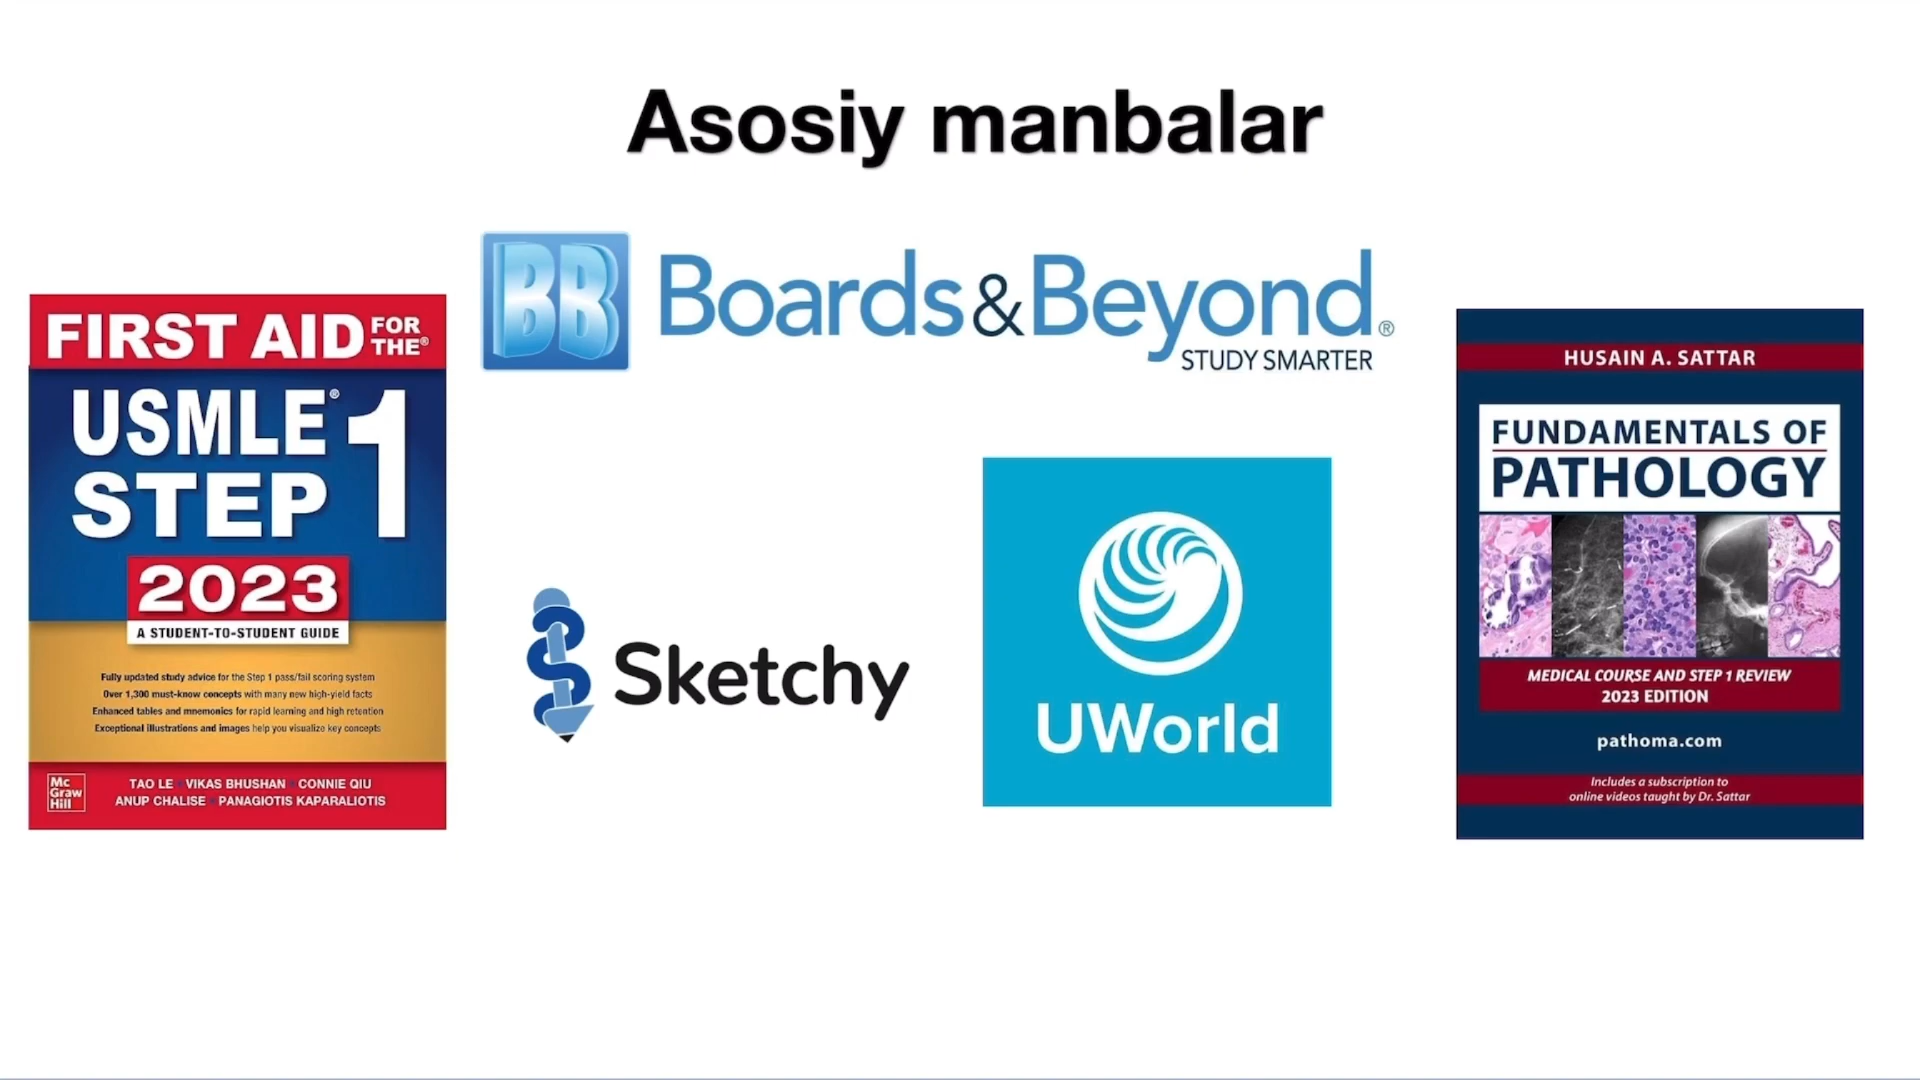 Asosiy manbalar
BB Boards&Beyond®
STUDY SMARTER
FIRST AID FOR THE®
USMLE® STEP 1
2023
A STUDENT-TO-STUDENT GUIDE
Fully updated study advice for the Step 1 pass/fail scoring system
Over 1,300 must-know concepts with many new high-yield facts
Enhanced tables and mnemonics for rapid learning and high retention
Exceptional illustrations and images help you visualize key concepts
Mc
Graw
Hill
TAO LE VIKAS BHUSHAN CONNIE QIU
ANUP CHALISE PANAGIOTIS KAPARALIOTIS
Sketchy
UWorld
HUSAIN A. SATTAR
FUNDAMENTALS OF
PATHOLOGY
MEDICAL COURSE AND STEP 1 REVIEW
2023 EDITION
pathoma.com
Includes a subscription to
online videos taught by Dr. Sattar